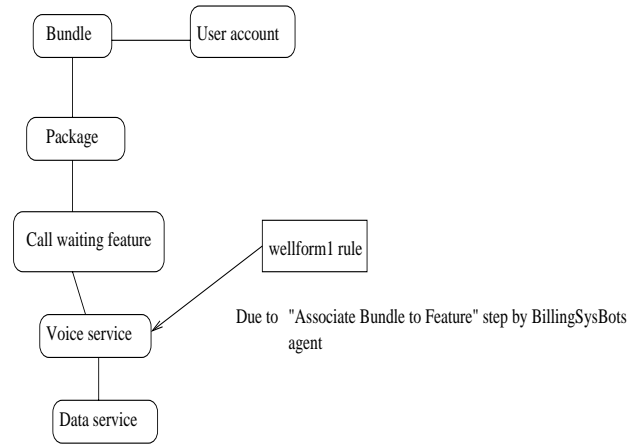 Bundle
User account
Package
Call waiting feature
wellform1 rule
Due to "Associate Bundle to Feature" step by BillingSysBots
agent
Voice service
Data service